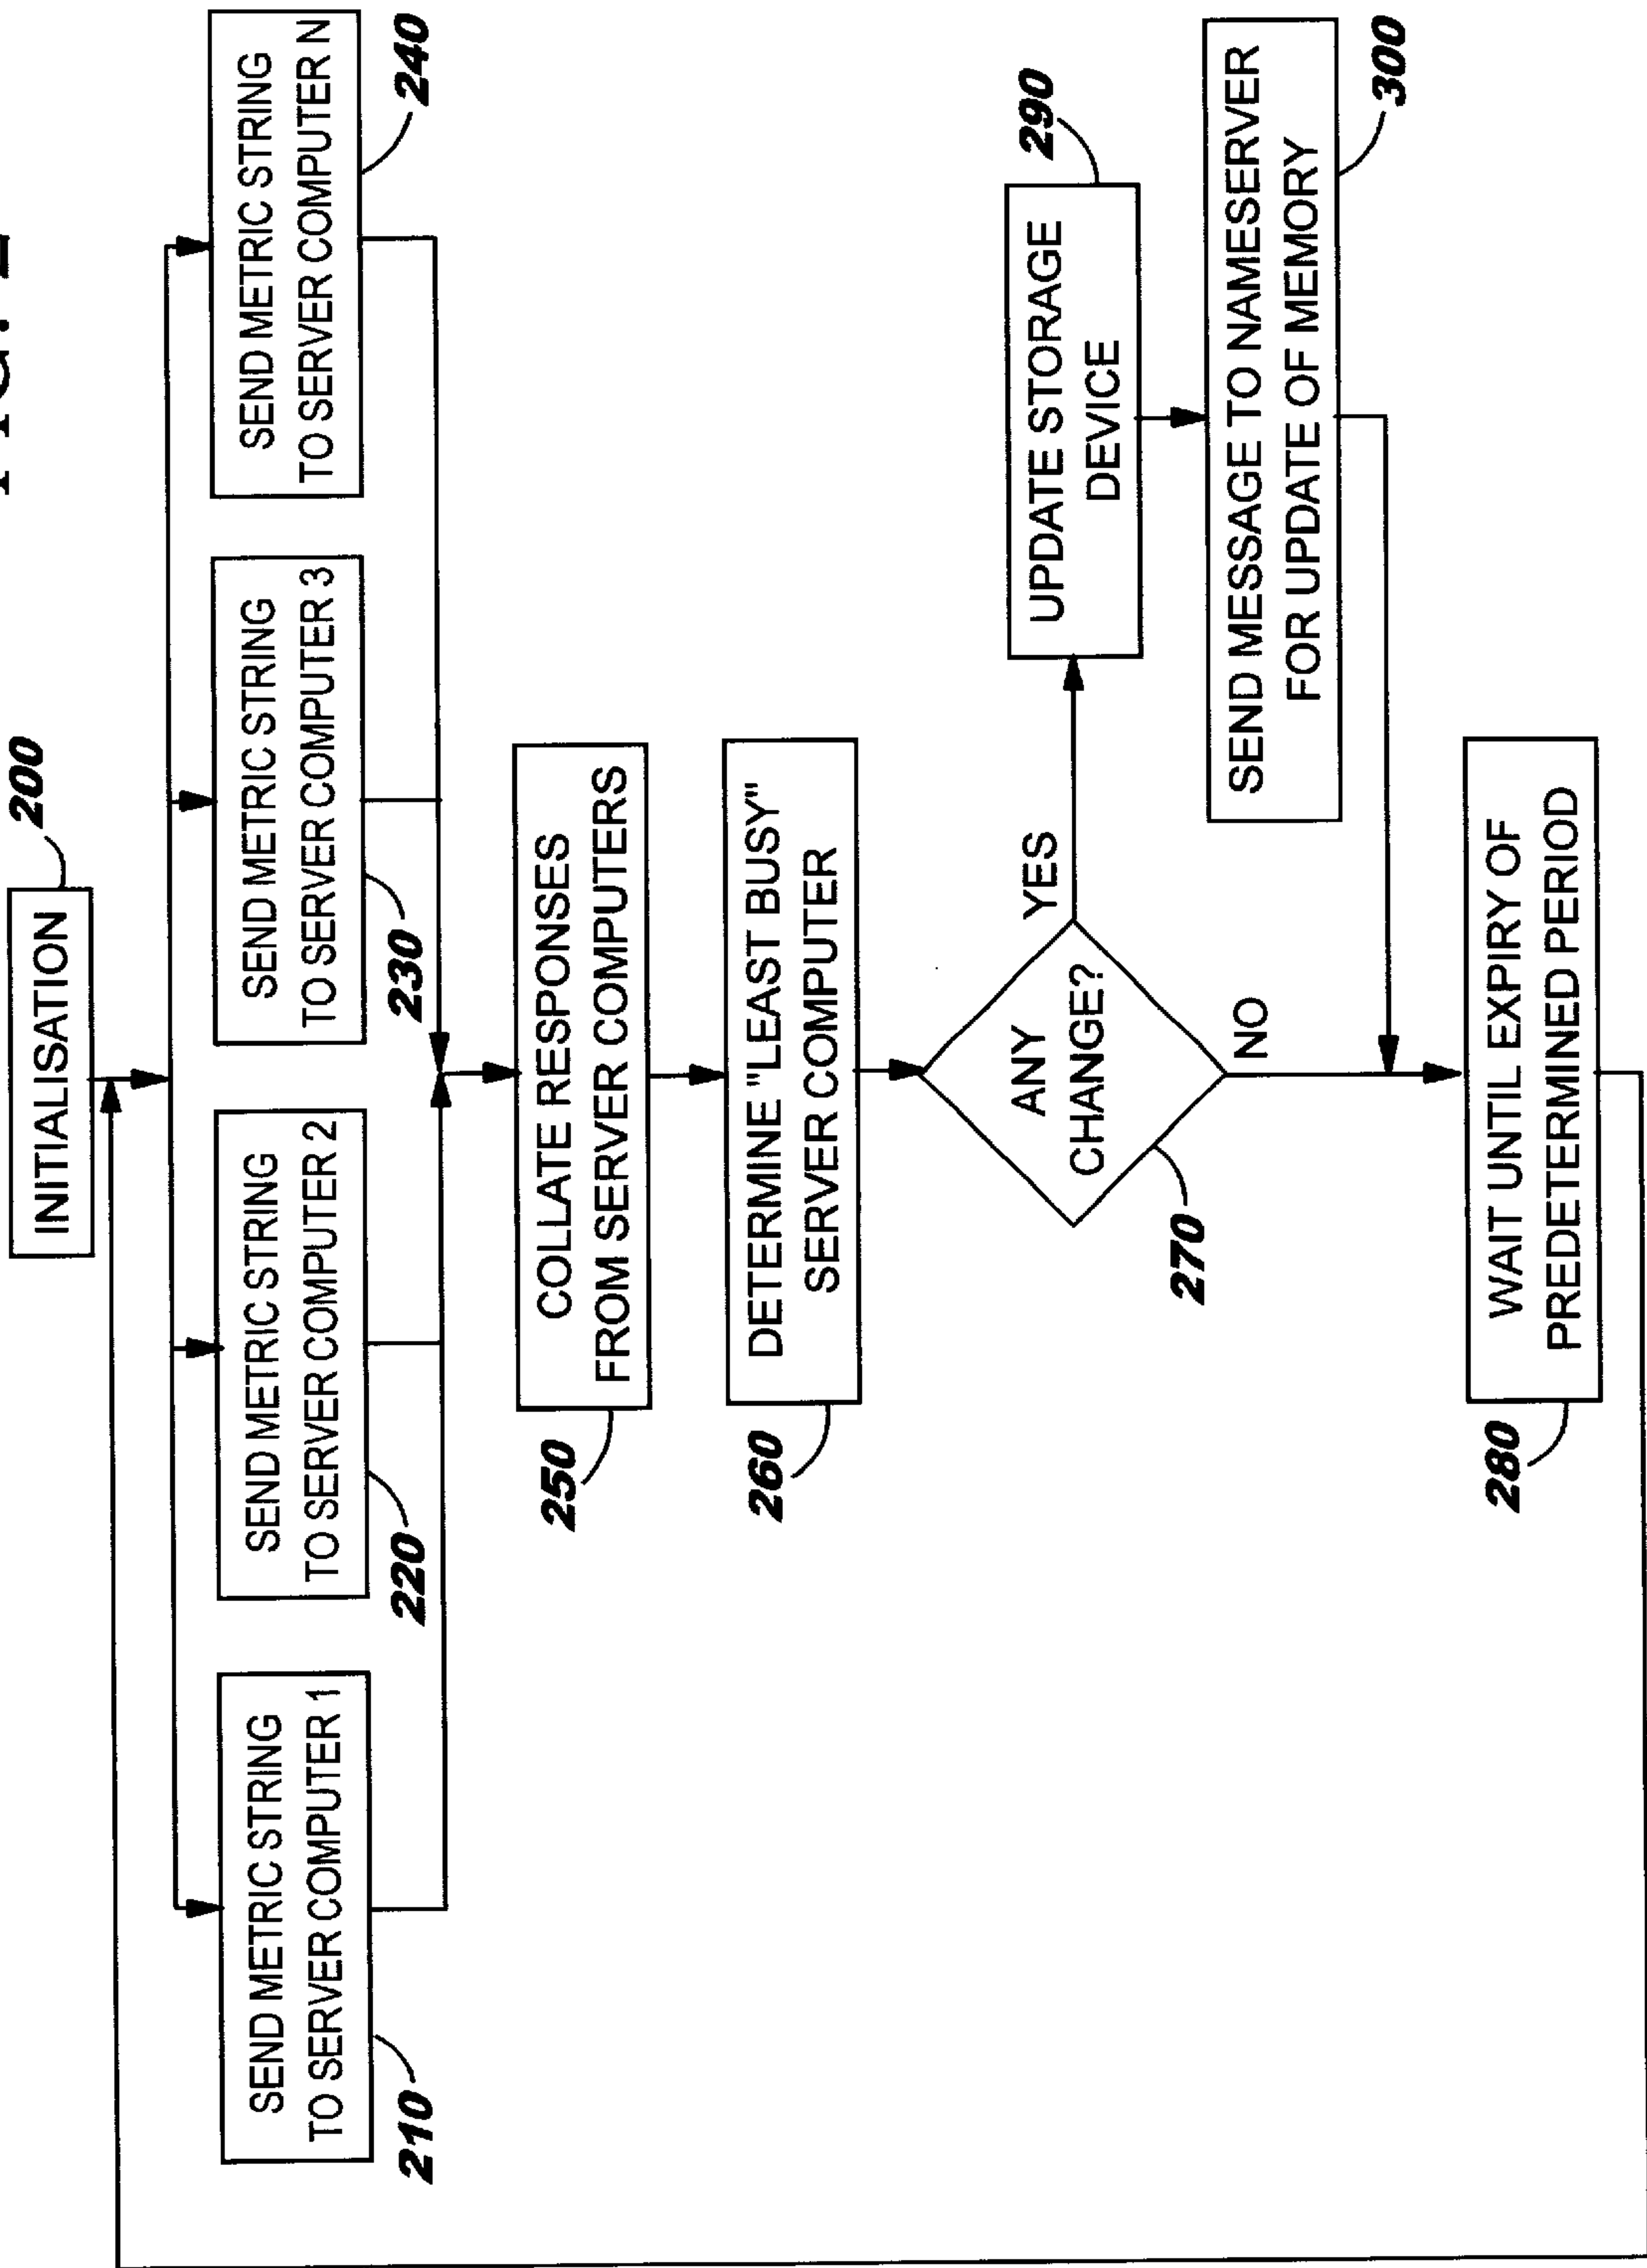 INITIALISATION
200
SEND METRIC STRING
TO SERVER COMPUTER 1
210
SEND METRIC STRING
TO SERVER COMPUTER 2
220
SEND METRIC STRING
TO SERVER COMPUTER 3
230
SEND METRIC STRING
TO SERVER COMPUTER N
240
COLLATE RESPONSES
FROM SERVER COMPUTERS
250
DETERMINE "LEAST BUSY"
SERVER COMPUTER
260
ANY
CHANGE?
270
YES
NO
UPDATE STORAGE
DEVICE
290
SEND MESSAGE TO NAMESERVER
FOR UPDATE OF MEMORY
300
WAIT UNTIL EXPIRY OF
PREDETERMINED PERIOD
280